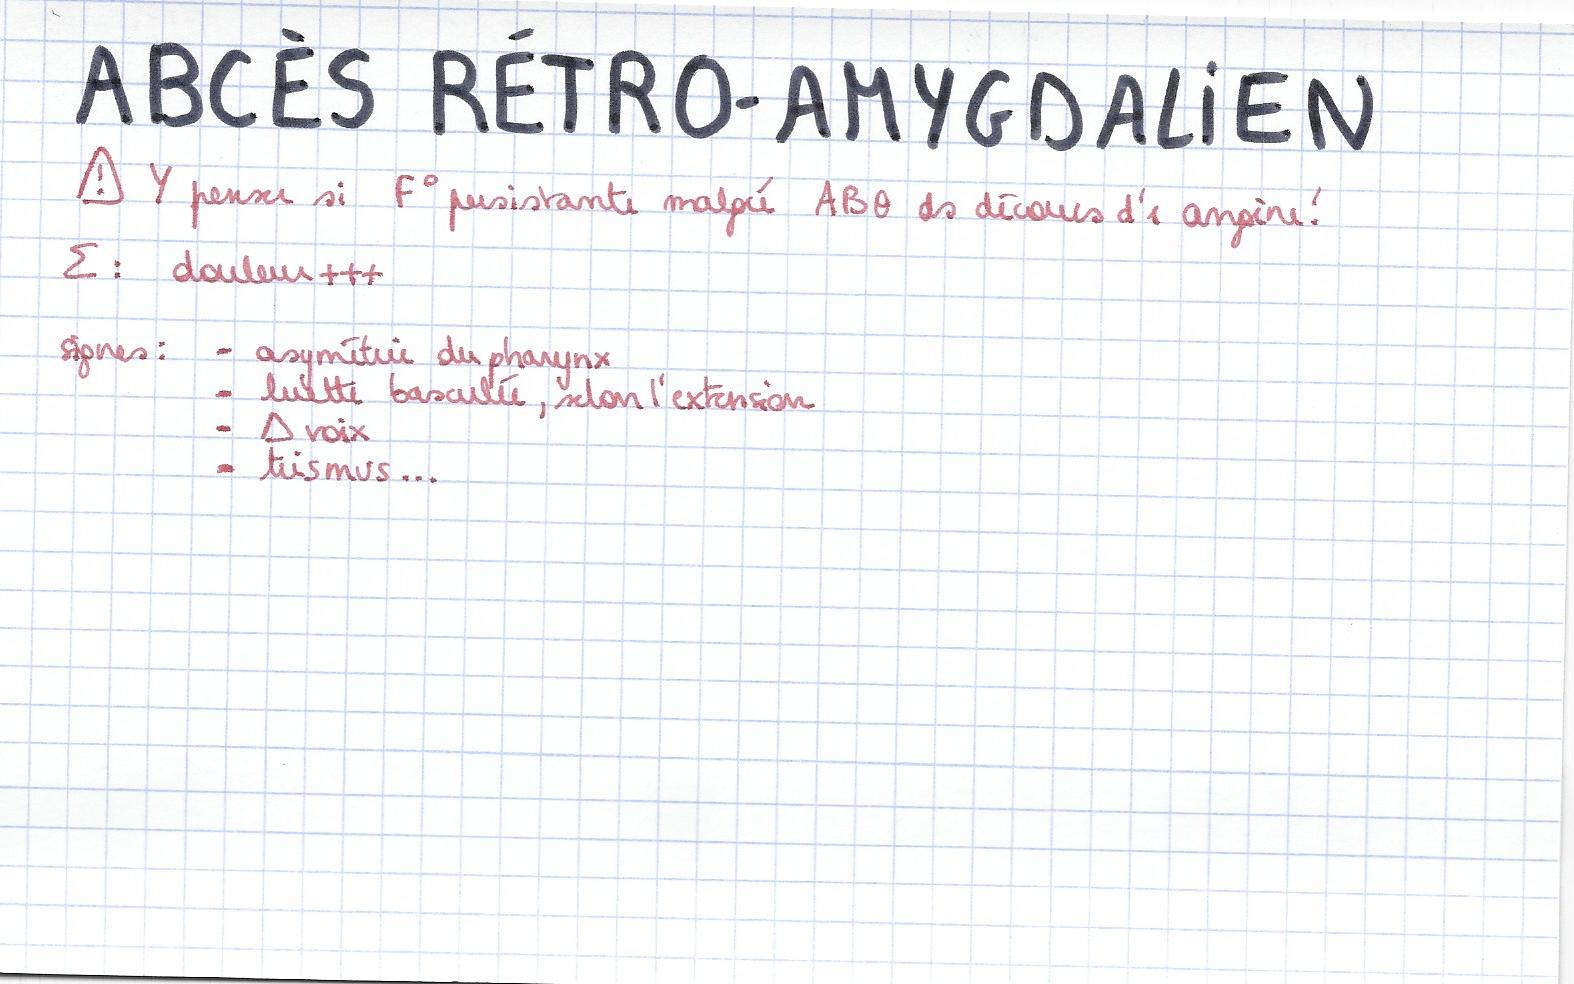 ABCÈS RÉTRO-AMYGDALIEN
⚠ Y penser si F° persistante malgré ABθ ds décours d'1 angine!
Σ: douleur +++
signes: - asymétrie du pharynx
- luette basculée, selon l'extension
- Δ voix
- trismus...